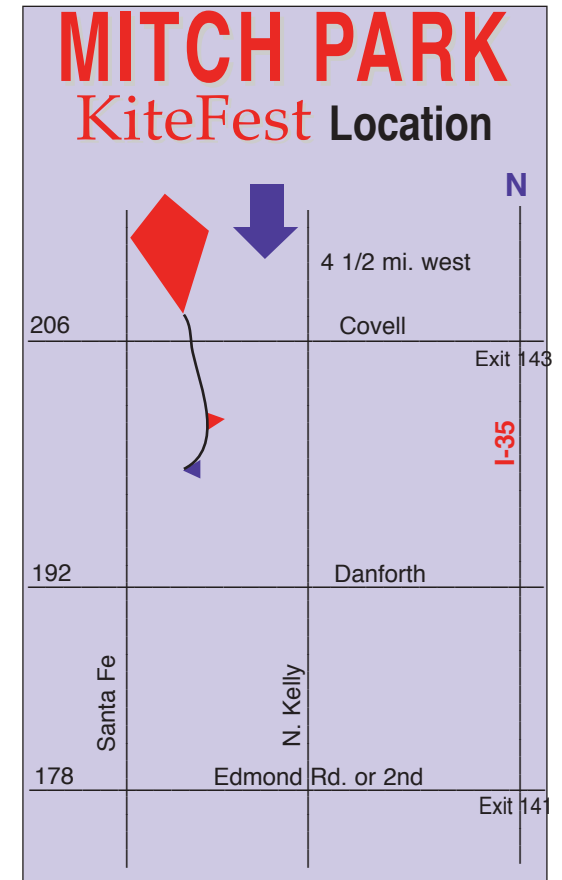 MITCH PARK
KiteFest Location
N
4 1/2 mi. west
206
Covell
Exit 143
I-35
192
Danforth
Santa Fe
N. Kelly
178
Edmond Rd. or 2nd
Exit 141